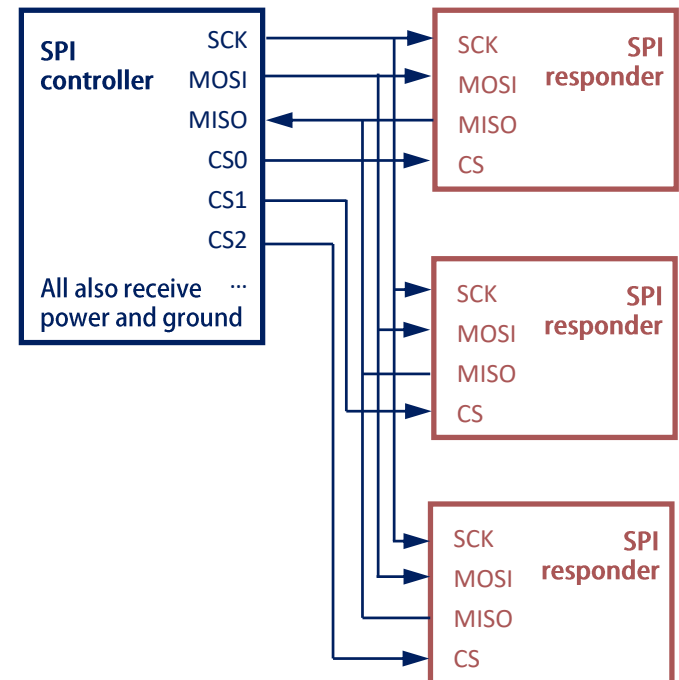 SPI
controller
SCK
MOSI
MISO
CS0
CS1
CS2
...
All also receive
power and ground
SCK
MOSI
MISO
CS
SPI
responder
SCK
MOSI
MISO
CS
SPI
responder
SCK
MOSI
MISO
CS
SPI
responder